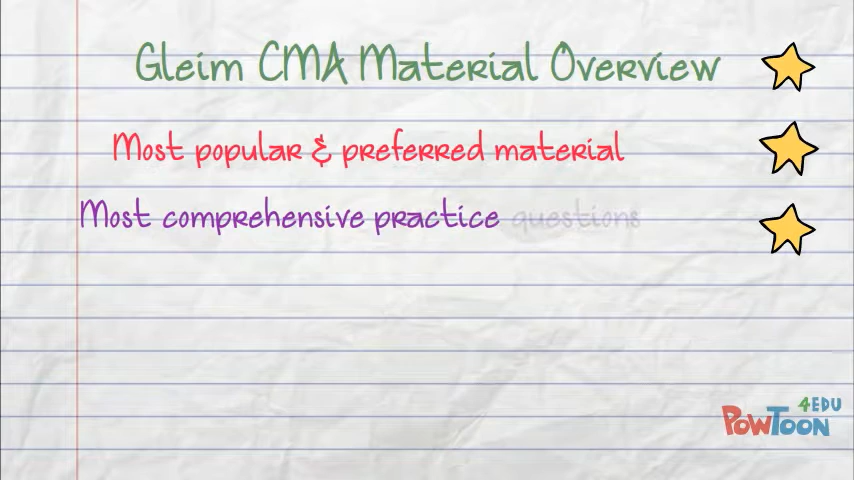 Gleim CMA Material Overview
Most popular & preferred material
Most comprehensive practice questions
4EDU
PowToon